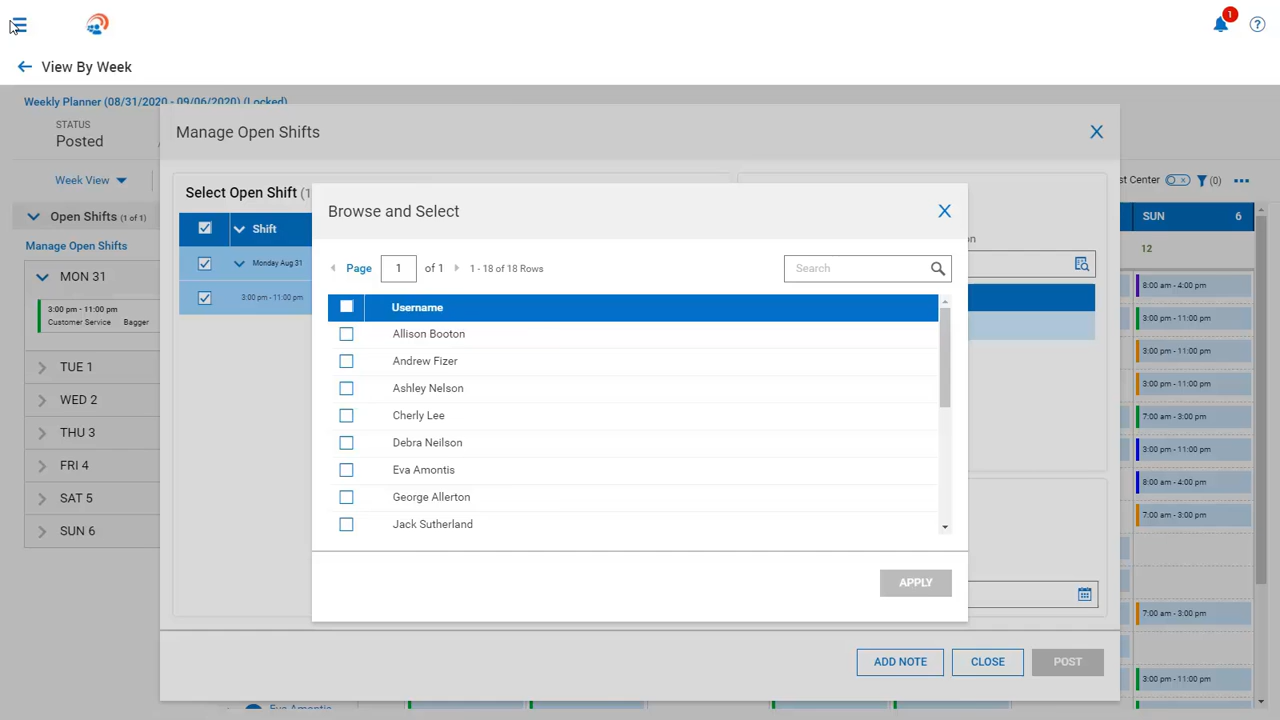 1
?
View By Week
Weekly Planner (08/31/2020 - 09/06/2020) (Locked)
STATUS
Posted
Week View
(0)
Open Shifts (1 of 1)
Manage Open Shifts
MON 31
3:00 pm - 11:00 pm
Customer Service Bagger
TUE 1
WED 2
THU 3
FRI 4
SAT 5
SUN 6
Manage Open Shifts
Select Open Shift
Shift
Monday Aug 31
3:00 pm - 11:00 pm
Browse and Select
Page 1 of 1 1 - 18 of 18 Rows
Search
Username
Allison Booton
Andrew Fizer
Ashley Nelson
Cherly Lee
Debra Neilson
Eva Amontis
George Allerton
Jack Sutherland
APPLY
ADD NOTE CLOSE POST
Center
SUN 6
12
8:00 am - 4:00 pm
3:00 pm - 11:00 pm
3:00 pm - 11:00 pm
3:00 pm - 11:00 pm
7:00 am - 3:00 pm
3:00 pm - 11:00 pm
8:00 am - 4:00 pm
7:00 am - 3:00 pm
7:00 am - 3:00 pm
3:00 pm - 11:00 pm
Eva Amontis